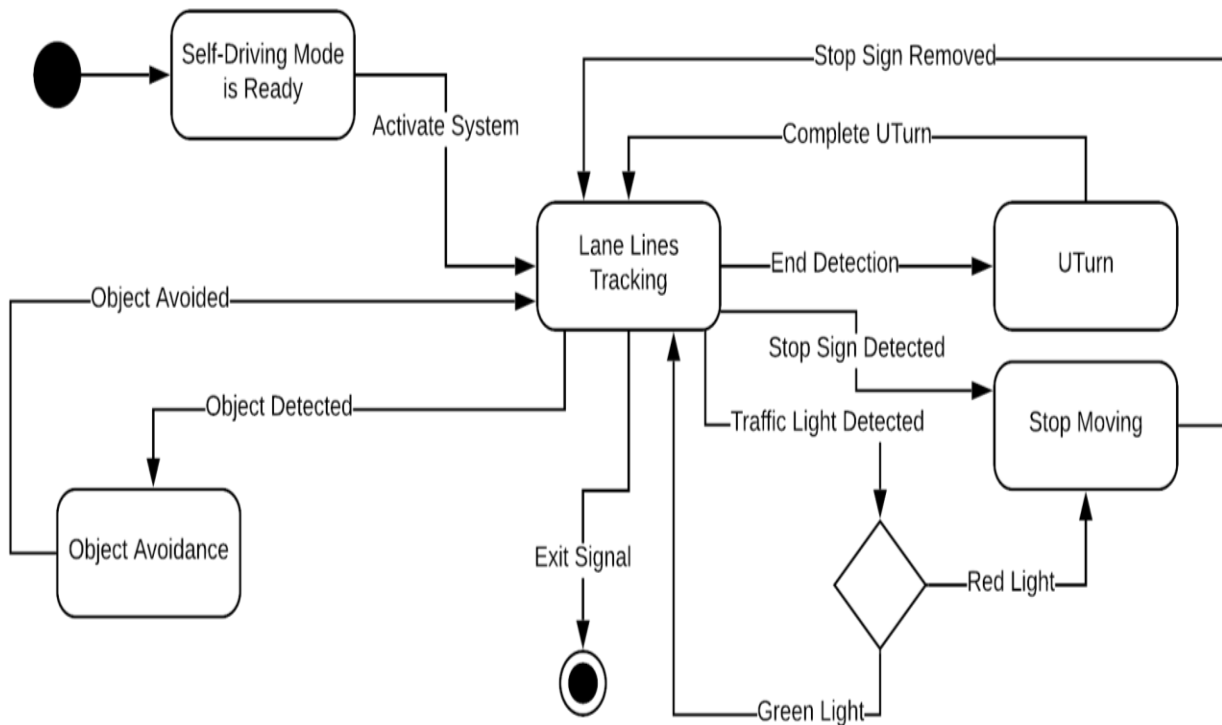 Self-Driving Mode
is Ready
Stop Sign Removed
Activate System
Complete UTurn
Lane Lines
Tracking
End Detection
UTurn
Object Avoided
Stop Sign Detected
Object Detected
Traffic Light Detected
Stop Moving
Object Avoidance
Exit Signal
Red Light
Green Light